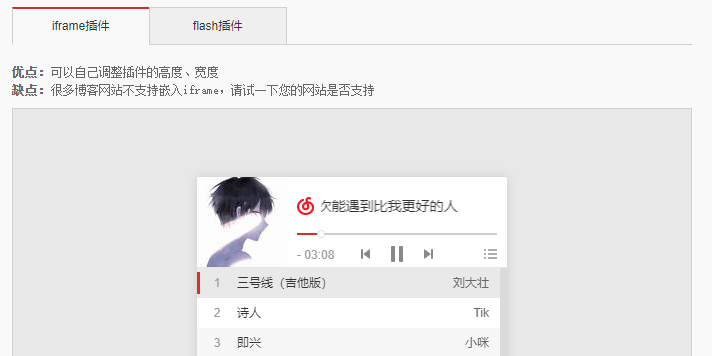 iframe插件
flash插件
优点：可以自己调整插件的高度、宽度
缺点：很多博客网站不支持嵌入iframe，请试一下您的网站是否支持
欠能遇到比我更好的人
- 03:08
1 三号线（吉他版） 刘大壮
2 诗人 Tik
3 即兴 小咪